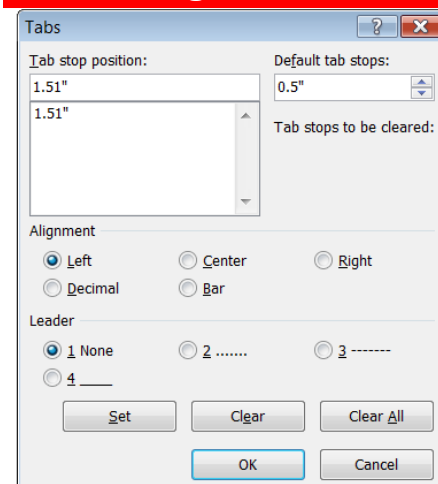 Tabs
Tab stop position: Default tab stops:
1.51" 0.5"
1.51"
Tab stops to be cleared:
Alignment
Left Center Right
Decimal Bar
Leader
1 None 2 ....... 3 -------
4 ____
Set Clear Clear All
OK Cancel